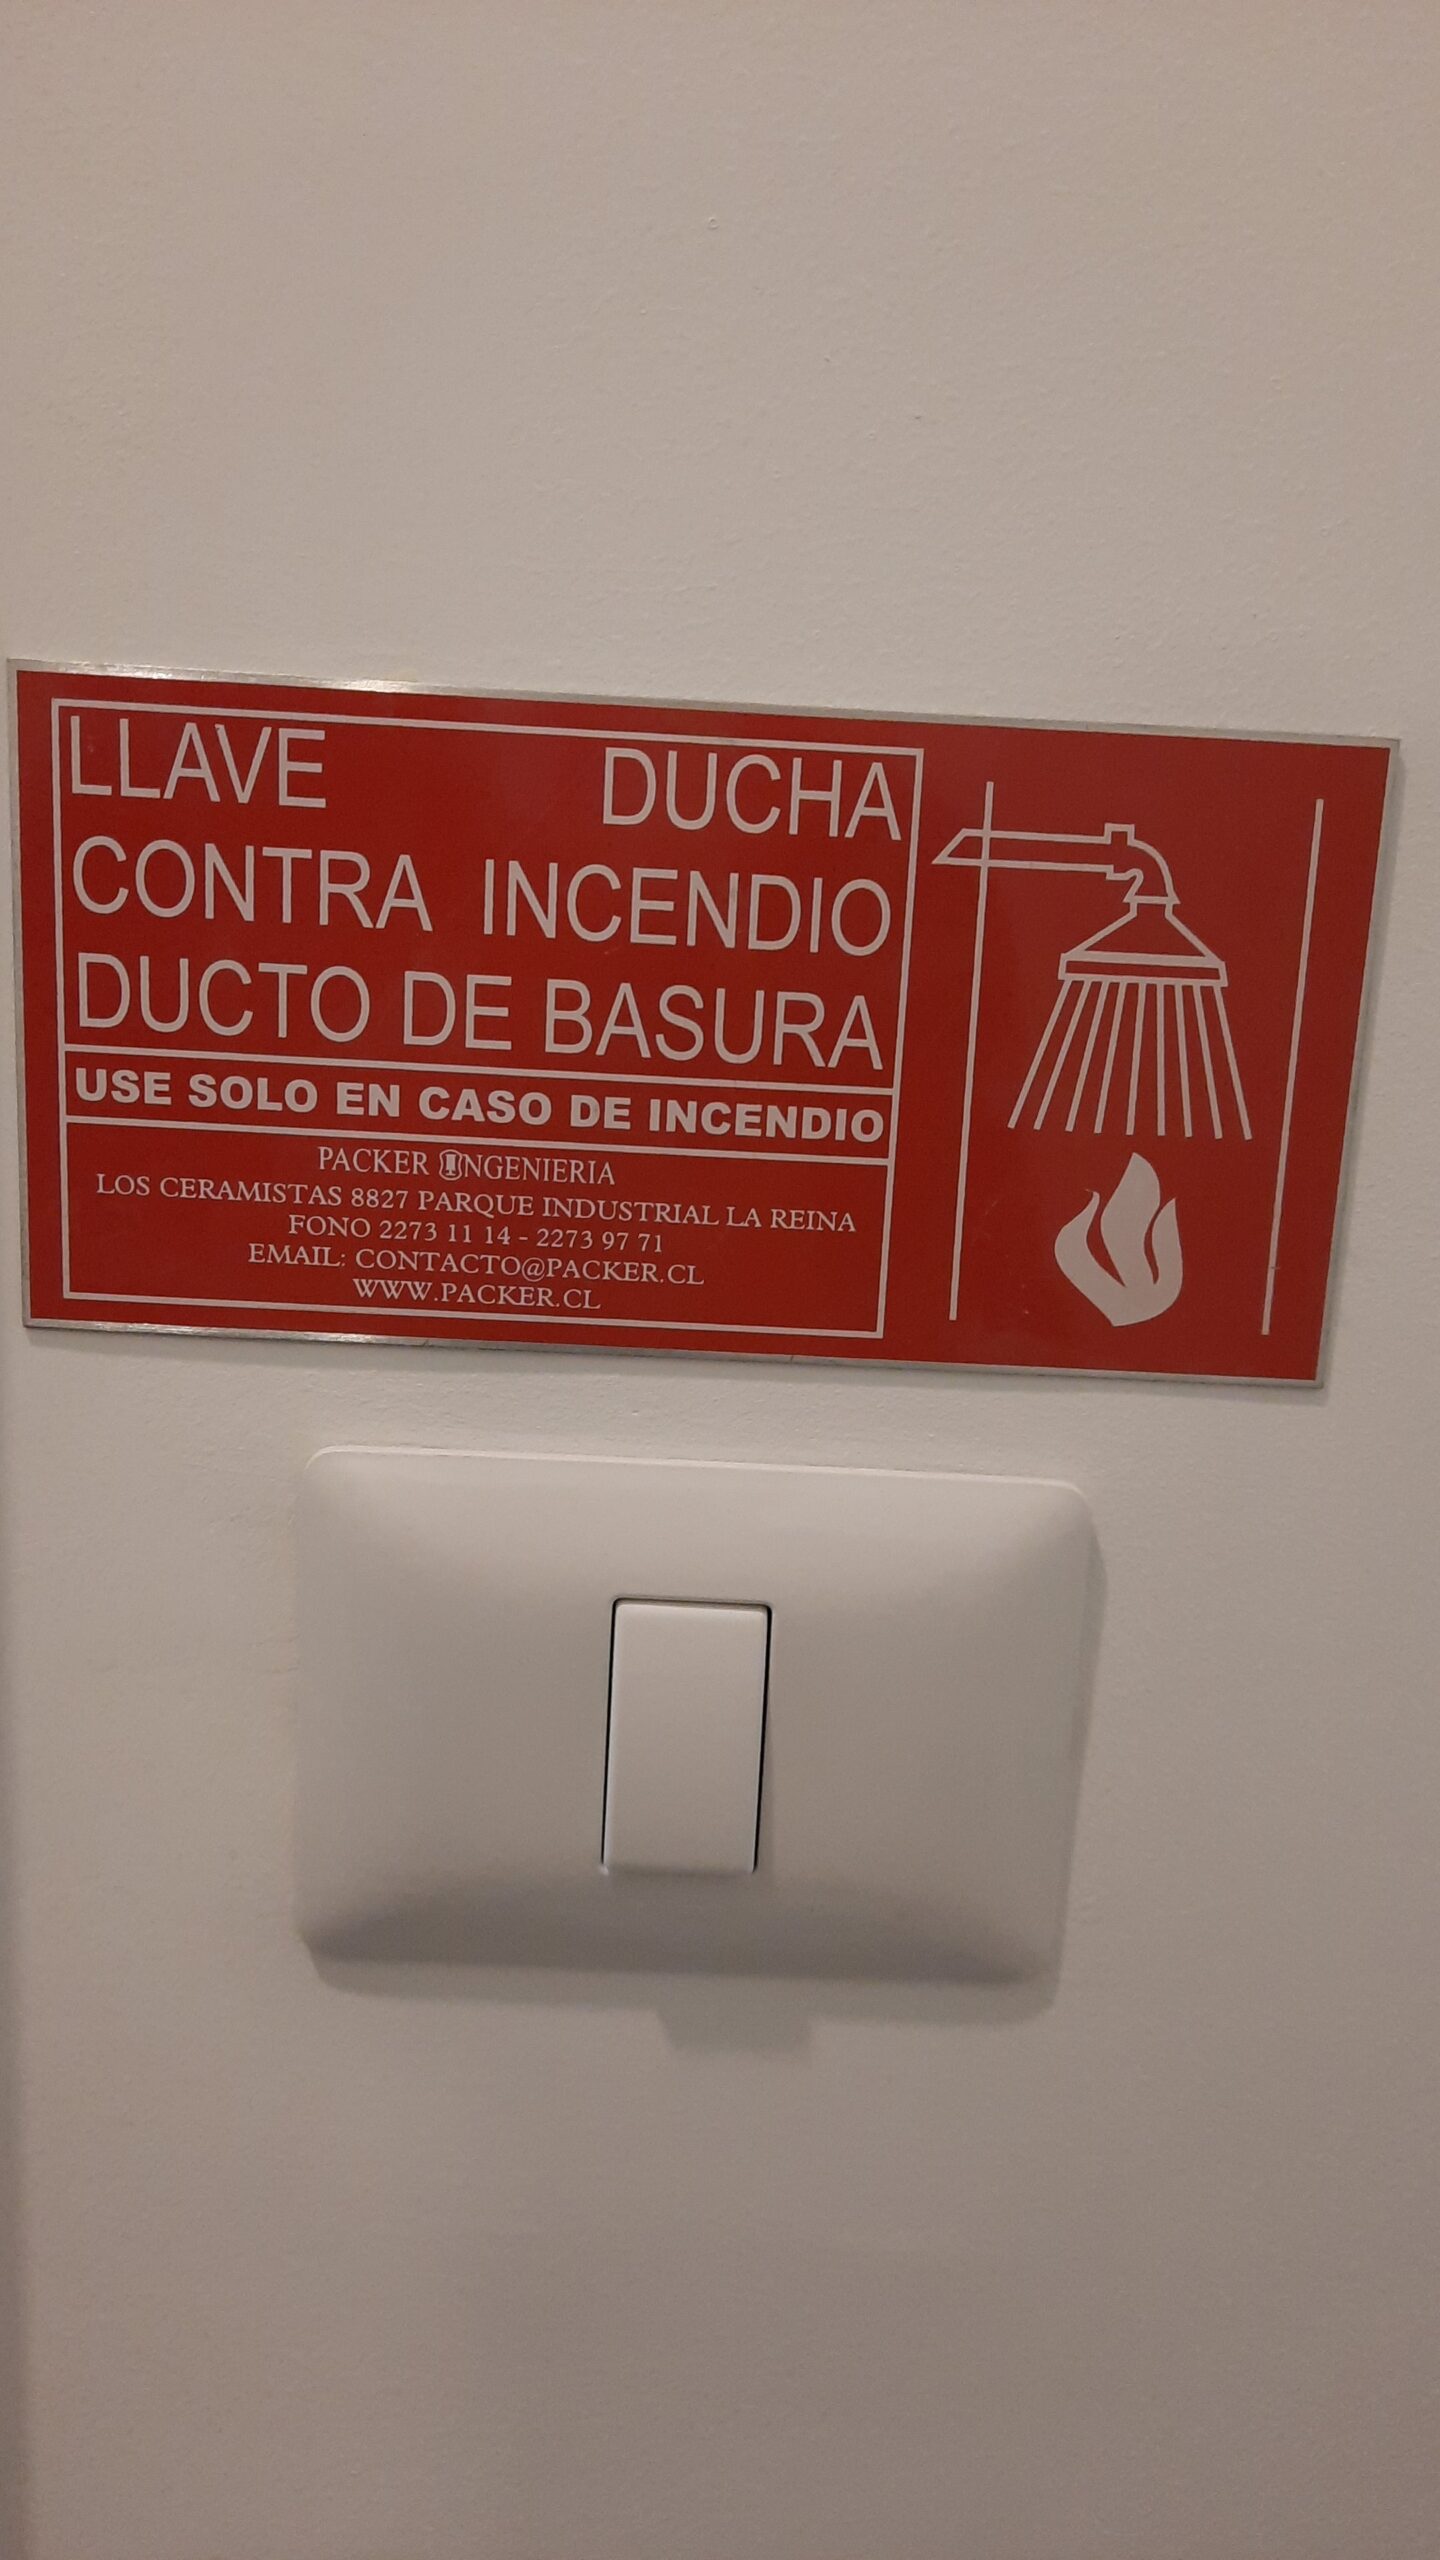 LLAVE DUCHA
CONTRA INCENDIO
DUCTO DE BASURA
USE SOLO EN CASO DE INCENDIO
PACKER INGENIERIA
LOS CERAMISTAS 8827 PARQUE INDUSTRIAL LA REINA
FONO 2273 11 14 - 2273 97 71
EMAIL: CONTACTO@PACKER.CL
WWW.PACKER.CL